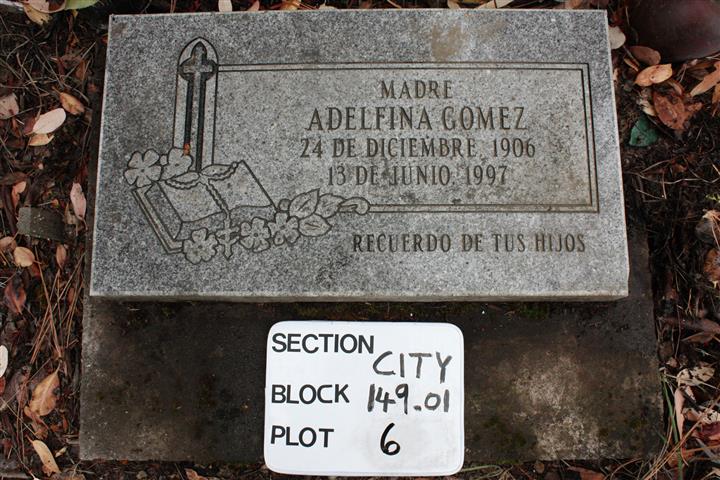 MADRE
ADELFINA GOMEZ
24 DE DICIEMBRE, 1906
13 DE JUNIO, 1997
RECUERDO DE TUS HIJOS
SECTION CITY
BLOCK 149.01
PLOT 6